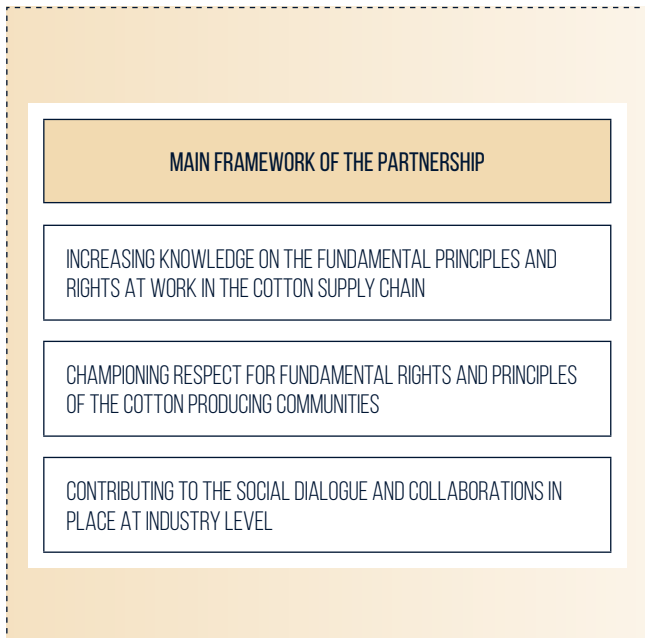 MAIN FRAMEWORK OF THE PARTNERSHIP
INCREASING KNOWLEDGE ON THE FUNDAMENTAL PRINCIPLES AND
RIGHTS AT WORK IN THE COTTON SUPPLY CHAIN
CHAMPIONING RESPECT FOR FUNDAMENTAL RIGHTS AND PRINCIPLES
OF THE COTTON PRODUCING COMMUNITIES
CONTRIBUTING TO THE SOCIAL DIALOGUE AND COLLABORATIONS IN
PLACE AT INDUSTRY LEVEL